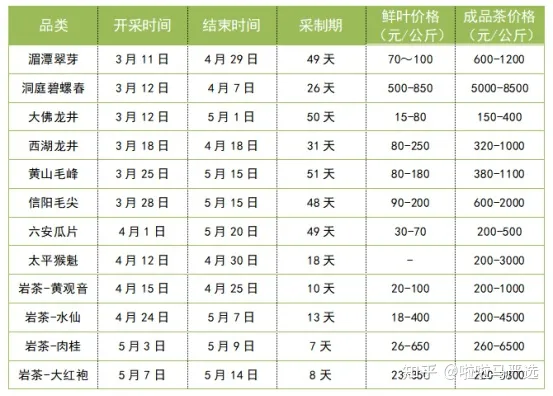 品类 开采时间 结束时间 采制期 鲜叶价格（元/公斤） 成品茶价格（元/公斤）
湄潭翠芽 3月11日 4月29日 49天 70～100 600-1200
洞庭碧螺春 3月12日 4月7日 26天 500-850 5000-8500
大佛龙井 3月12日 5月1日 50天 15-80 150-400
西湖龙井 3月18日 4月18日 31天 80-250 320-1000
黄山毛峰 3月25日 5月15日 51天 80-180 380-1100
信阳毛尖 3月28日 5月15日 48天 90-200 600-2000
六安瓜片 4月1日 5月20日 49天 30-70 200-500
太平猴魁 4月12日 4月30日 18天 - 200-3000
岩茶-黄观音 4月15日 4月25日 10天 20-100 200-1000
岩茶-水仙 4月24日 5月7日 13天 18-400 200-4500
岩茶-肉桂 5月3日 5月9日 7天 26-650 260-6500
岩茶-大红袍 5月7日 5月14日 8天 23-350 260-3800
知乎 @啦啦马严选